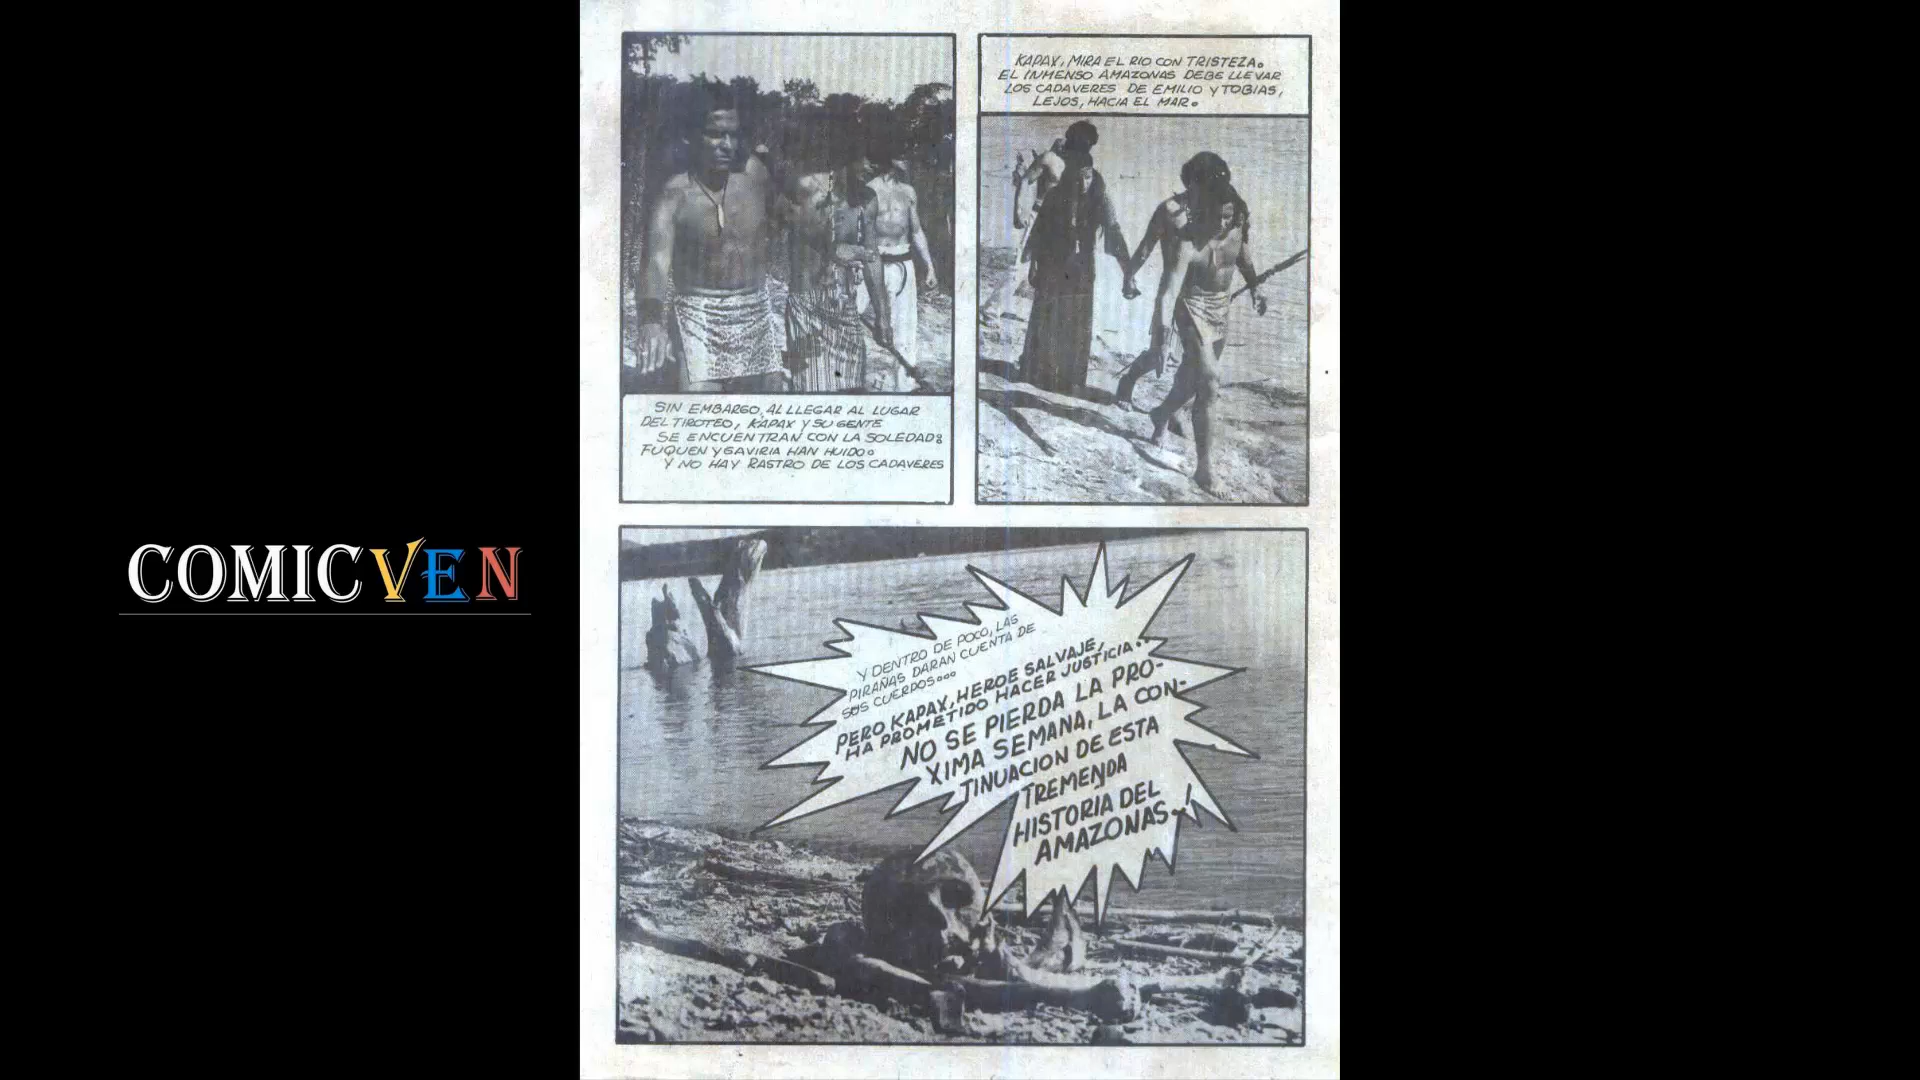 SIN EMBARGO, AL LLEGAR AL LUGAR
DEL TIROTEO, KAPAX Y SU GENTE
SE ENCUENTRAN CON LA SOLEDAD:
FUQUEN Y GAVIRIA HAN HUIDO.
Y NO HAY RASTRO DE LOS CADAVERES
KAPAX, MIRA EL RIO CON TRISTEZA.
EL INMENSO AMAZONAS DEBE LLEVAR
LOS CADAVERES DE EMILIO Y TOBIAS,
LEJOS, HACIA EL MAR.
COMICVEN
Y DENTRO DE POCO, LAS
PIRAÑAS DARAN CUENTA DE
SUS CUERPOS...
PERO KAPAX, HEROE SALVAJE,
HA PROMETIDO HACER JUSTICIA..
NO SE PIERDA LA PRO-
XIMA SEMANA, LA CON-
TINUACION DE ESTA
TREMENDA
HISTORIA DEL
AMAZONAS..!